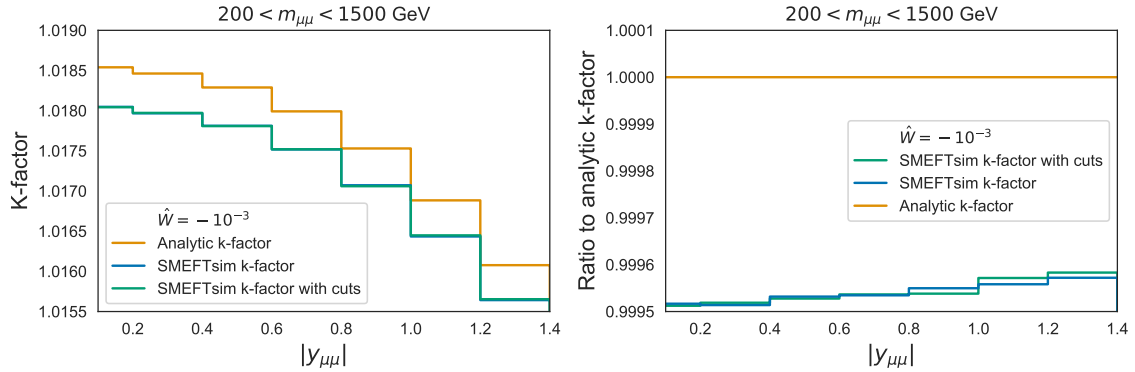 200 < m_μμ < 1500 GeV
K-factor
1.0190
1.0185
1.0180
1.0175
1.0170
1.0165
1.0160
1.0155
Ŵ = −10⁻³
Analytic k-factor
SMEFTsim k-factor
SMEFTsim k-factor with cuts
0.2 0.4 0.6 0.8 1.0 1.2 1.4
|y_μμ|
200 < m_μμ < 1500 GeV
Ratio to analytic k-factor
1.0001
1.0000
0.9999
0.9998
0.9997
0.9996
0.9995
Ŵ = −10⁻³
SMEFTsim k-factor with cuts
SMEFTsim k-factor
Analytic k-factor
0.2 0.4 0.6 0.8 1.0 1.2 1.4
|y_μμ|